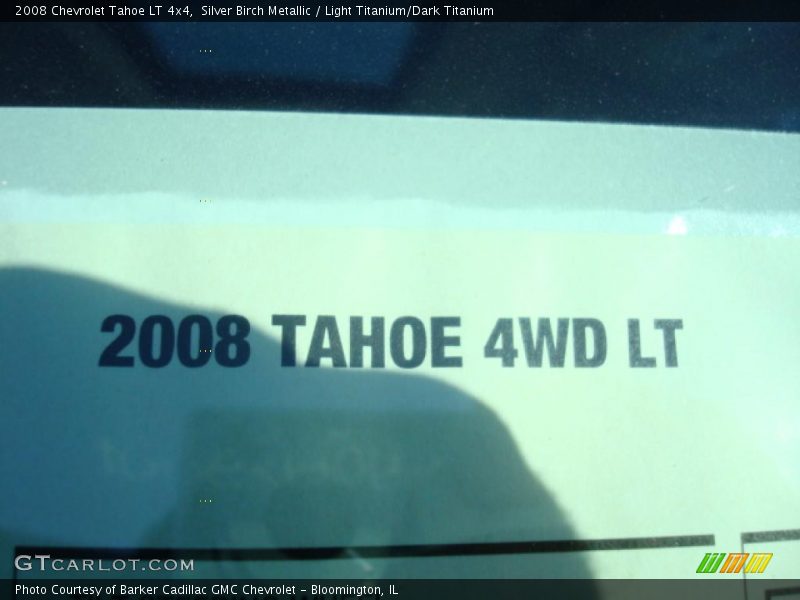 2008 Chevrolet Tahoe LT 4x4, Silver Birch Metallic / Light Titanium/Dark Titanium
2008 TAHOE 4WD LT
GTCARLOT.COM
Photo Courtesy of Barker Cadillac GMC Chevrolet - Bloomington, IL